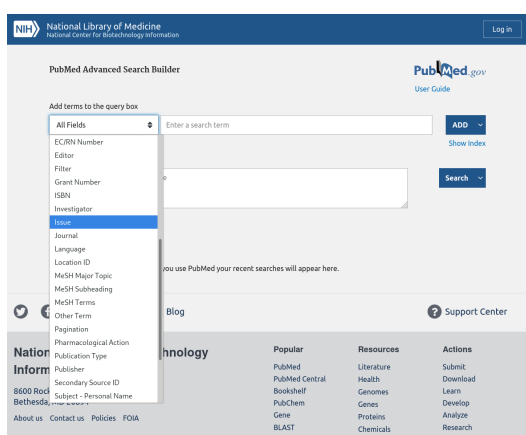 NIH National Library of Medicine
National Center for Biotechnology Information
Log in
PubMed Advanced Search Builder
PubMed.gov
User Guide
Add terms to the query box
All Fields
Enter a search term
ADD
Show Index
EC/RN Number
Editor
Filter
Grant Number
ISBN
Investigator
Issue
Journal
Language
Location ID
MeSH Major Topic
MeSH Subheading
MeSH Terms
Other Term
Pagination
Pharmacological Action
Publication Type
Publisher
Secondary Source ID
Subject - Personal Name
Search
you use PubMed your recent searches will appear here.
Blog
Support Center
Nation hnology
Inform
8600 Rock
Bethesda,
About us Contact us Policies FOIA
Popular
PubMed
PubMed Central
Bookshelf
PubChem
Gene
BLAST
Resources
Literature
Health
Genomes
Genes
Proteins
Chemicals
Actions
Submit
Download
Learn
Develop
Analyze
Research